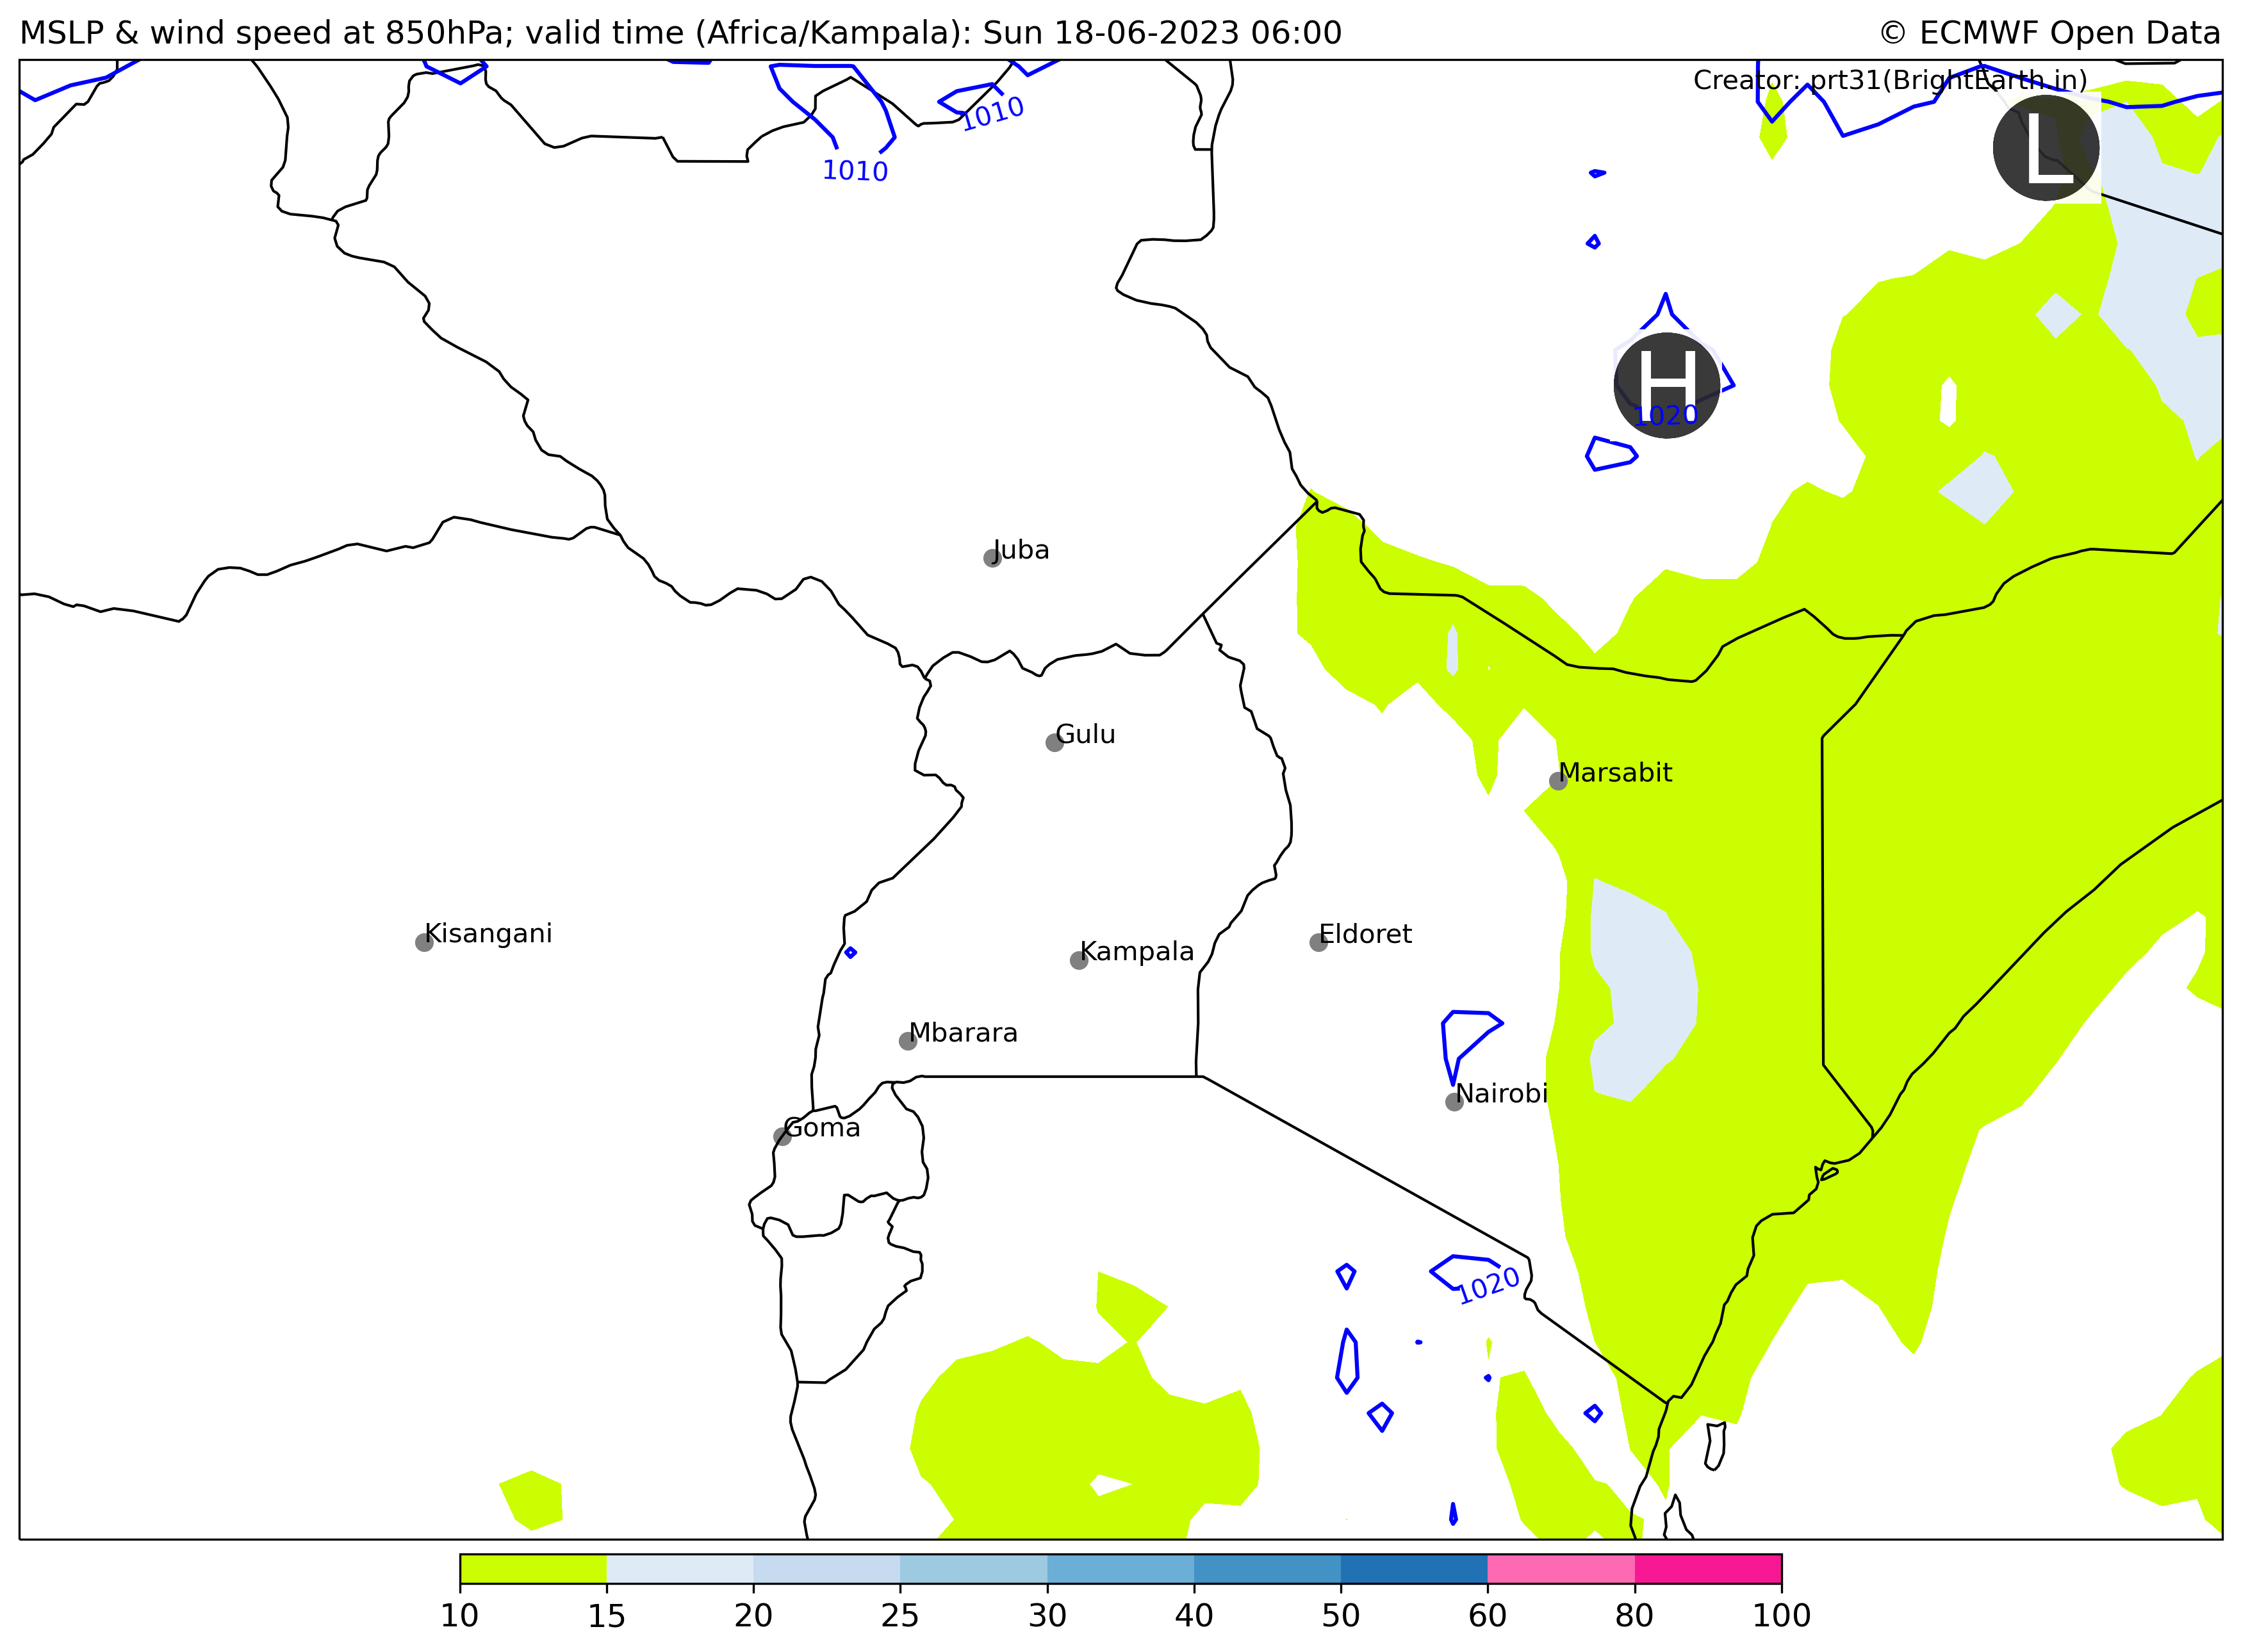 MSLP & wind speed at 850hPa; valid time (Africa/Kampala): Sun 18-06-2023 06:00
© ECMWF Open Data
Creator: prt31(BrightEarth.in)
L
1010
1010
H
1020
Juba
Gulu
Marsabit
Kisangani
Eldoret
Kampala
Mbarara
Nairobi
Goma
1020
10 15 20 25 30 40 50 60 80 100